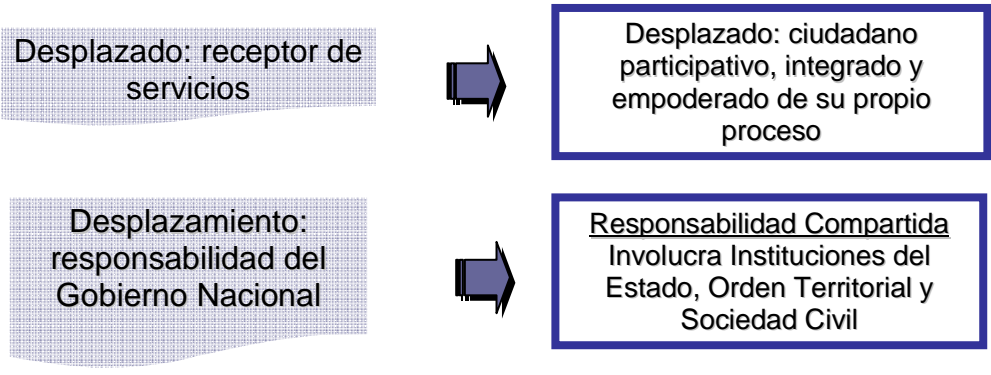 Desplazado: receptor de
servicios
Desplazado: ciudadano
participativo, integrado y
empoderado de su propio
proceso
Desplazamiento:
responsabilidad del
Gobierno Nacional
Responsabilidad Compartida
Involucra Instituciones del
Estado, Orden Territorial y
Sociedad Civil